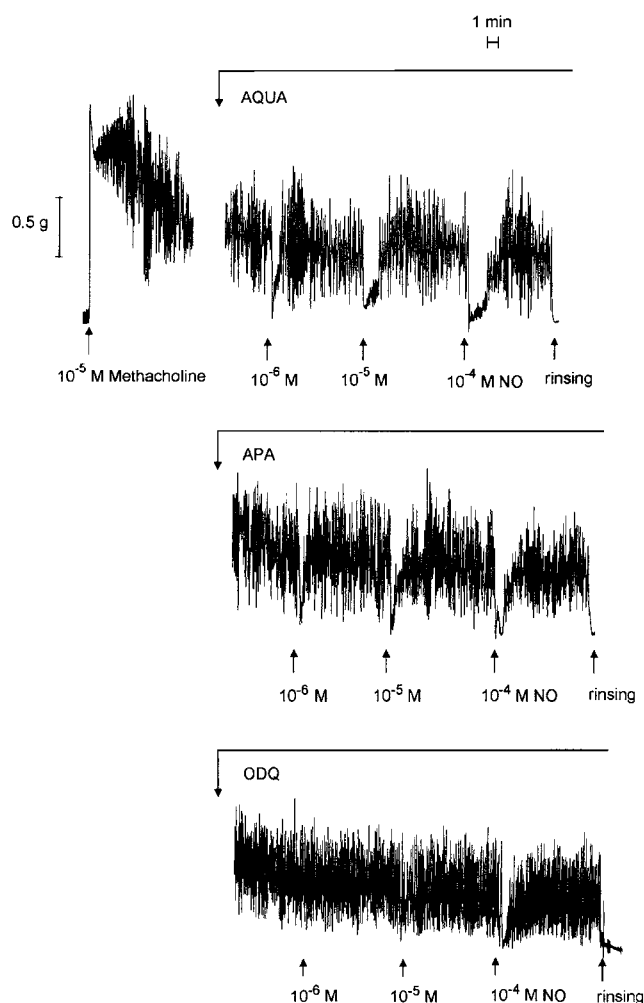 1 min
AQUA
0.5 g
10⁻⁵ M Methacholine
10⁻⁶ M
10⁻⁵ M
10⁻⁴ M NO
rinsing
APA
10⁻⁶ M
10⁻⁵ M
10⁻⁴ M NO
rinsing
ODQ
10⁻⁶ M
10⁻⁵ M
10⁻⁴ M NO
rinsing